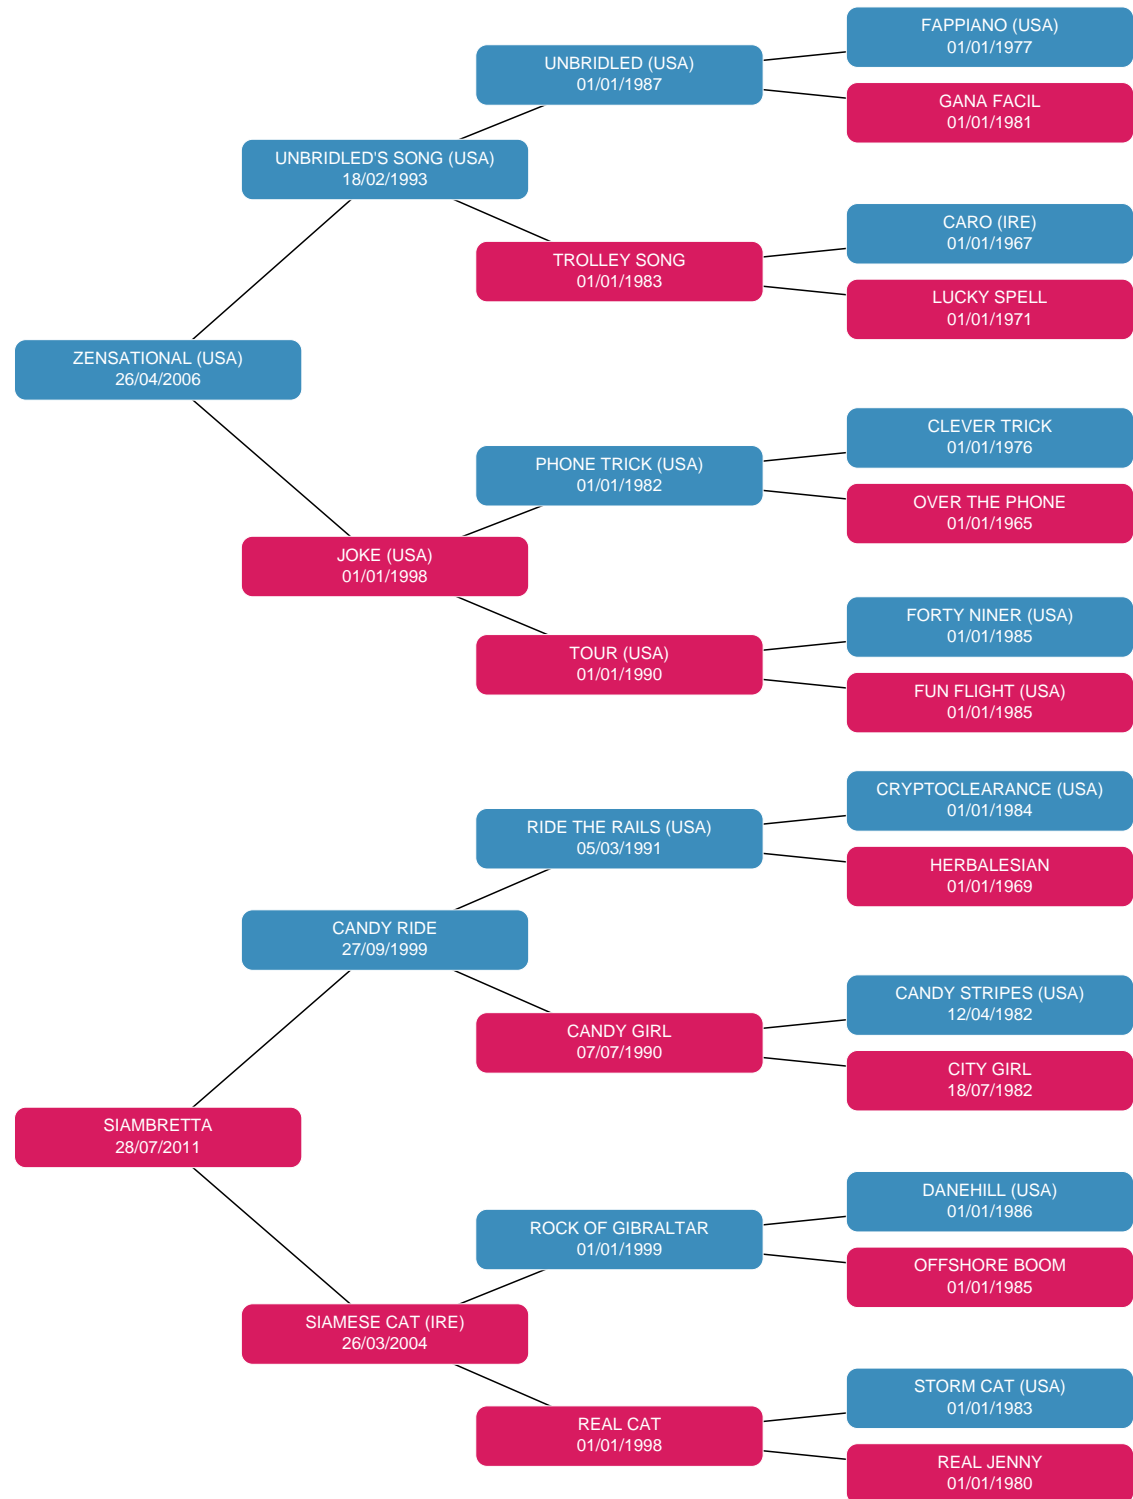 FAPPIANO (USA)
01/01/1977
UNBRIDLED (USA)
01/01/1987
GANA FACIL
01/01/1981
UNBRIDLED'S SONG (USA)
18/02/1993
CARO (IRE)
01/01/1967
TROLLEY SONG
01/01/1983
LUCKY SPELL
01/01/1971
ZENSATIONAL (USA)
26/04/2006
CLEVER TRICK
01/01/1976
PHONE TRICK (USA)
01/01/1982
OVER THE PHONE
01/01/1965
JOKE (USA)
01/01/1998
FORTY NINER (USA)
01/01/1985
TOUR (USA)
01/01/1990
FUN FLIGHT (USA)
01/01/1985
CRYPTOCLEARANCE (USA)
01/01/1984
RIDE THE RAILS (USA)
05/03/1991
HERBALESIAN
01/01/1969
CANDY RIDE
27/09/1999
CANDY STRIPES (USA)
12/04/1982
CANDY GIRL
07/07/1990
CITY GIRL
18/07/1982
SIAMBRETTA
28/07/2011
DANEHILL (USA)
01/01/1986
ROCK OF GIBRALTAR
01/01/1999
OFFSHORE BOOM
01/01/1985
SIAMESE CAT (IRE)
26/03/2004
STORM CAT (USA)
01/01/1983
REAL CAT
01/01/1998
REAL JENNY
01/01/1980